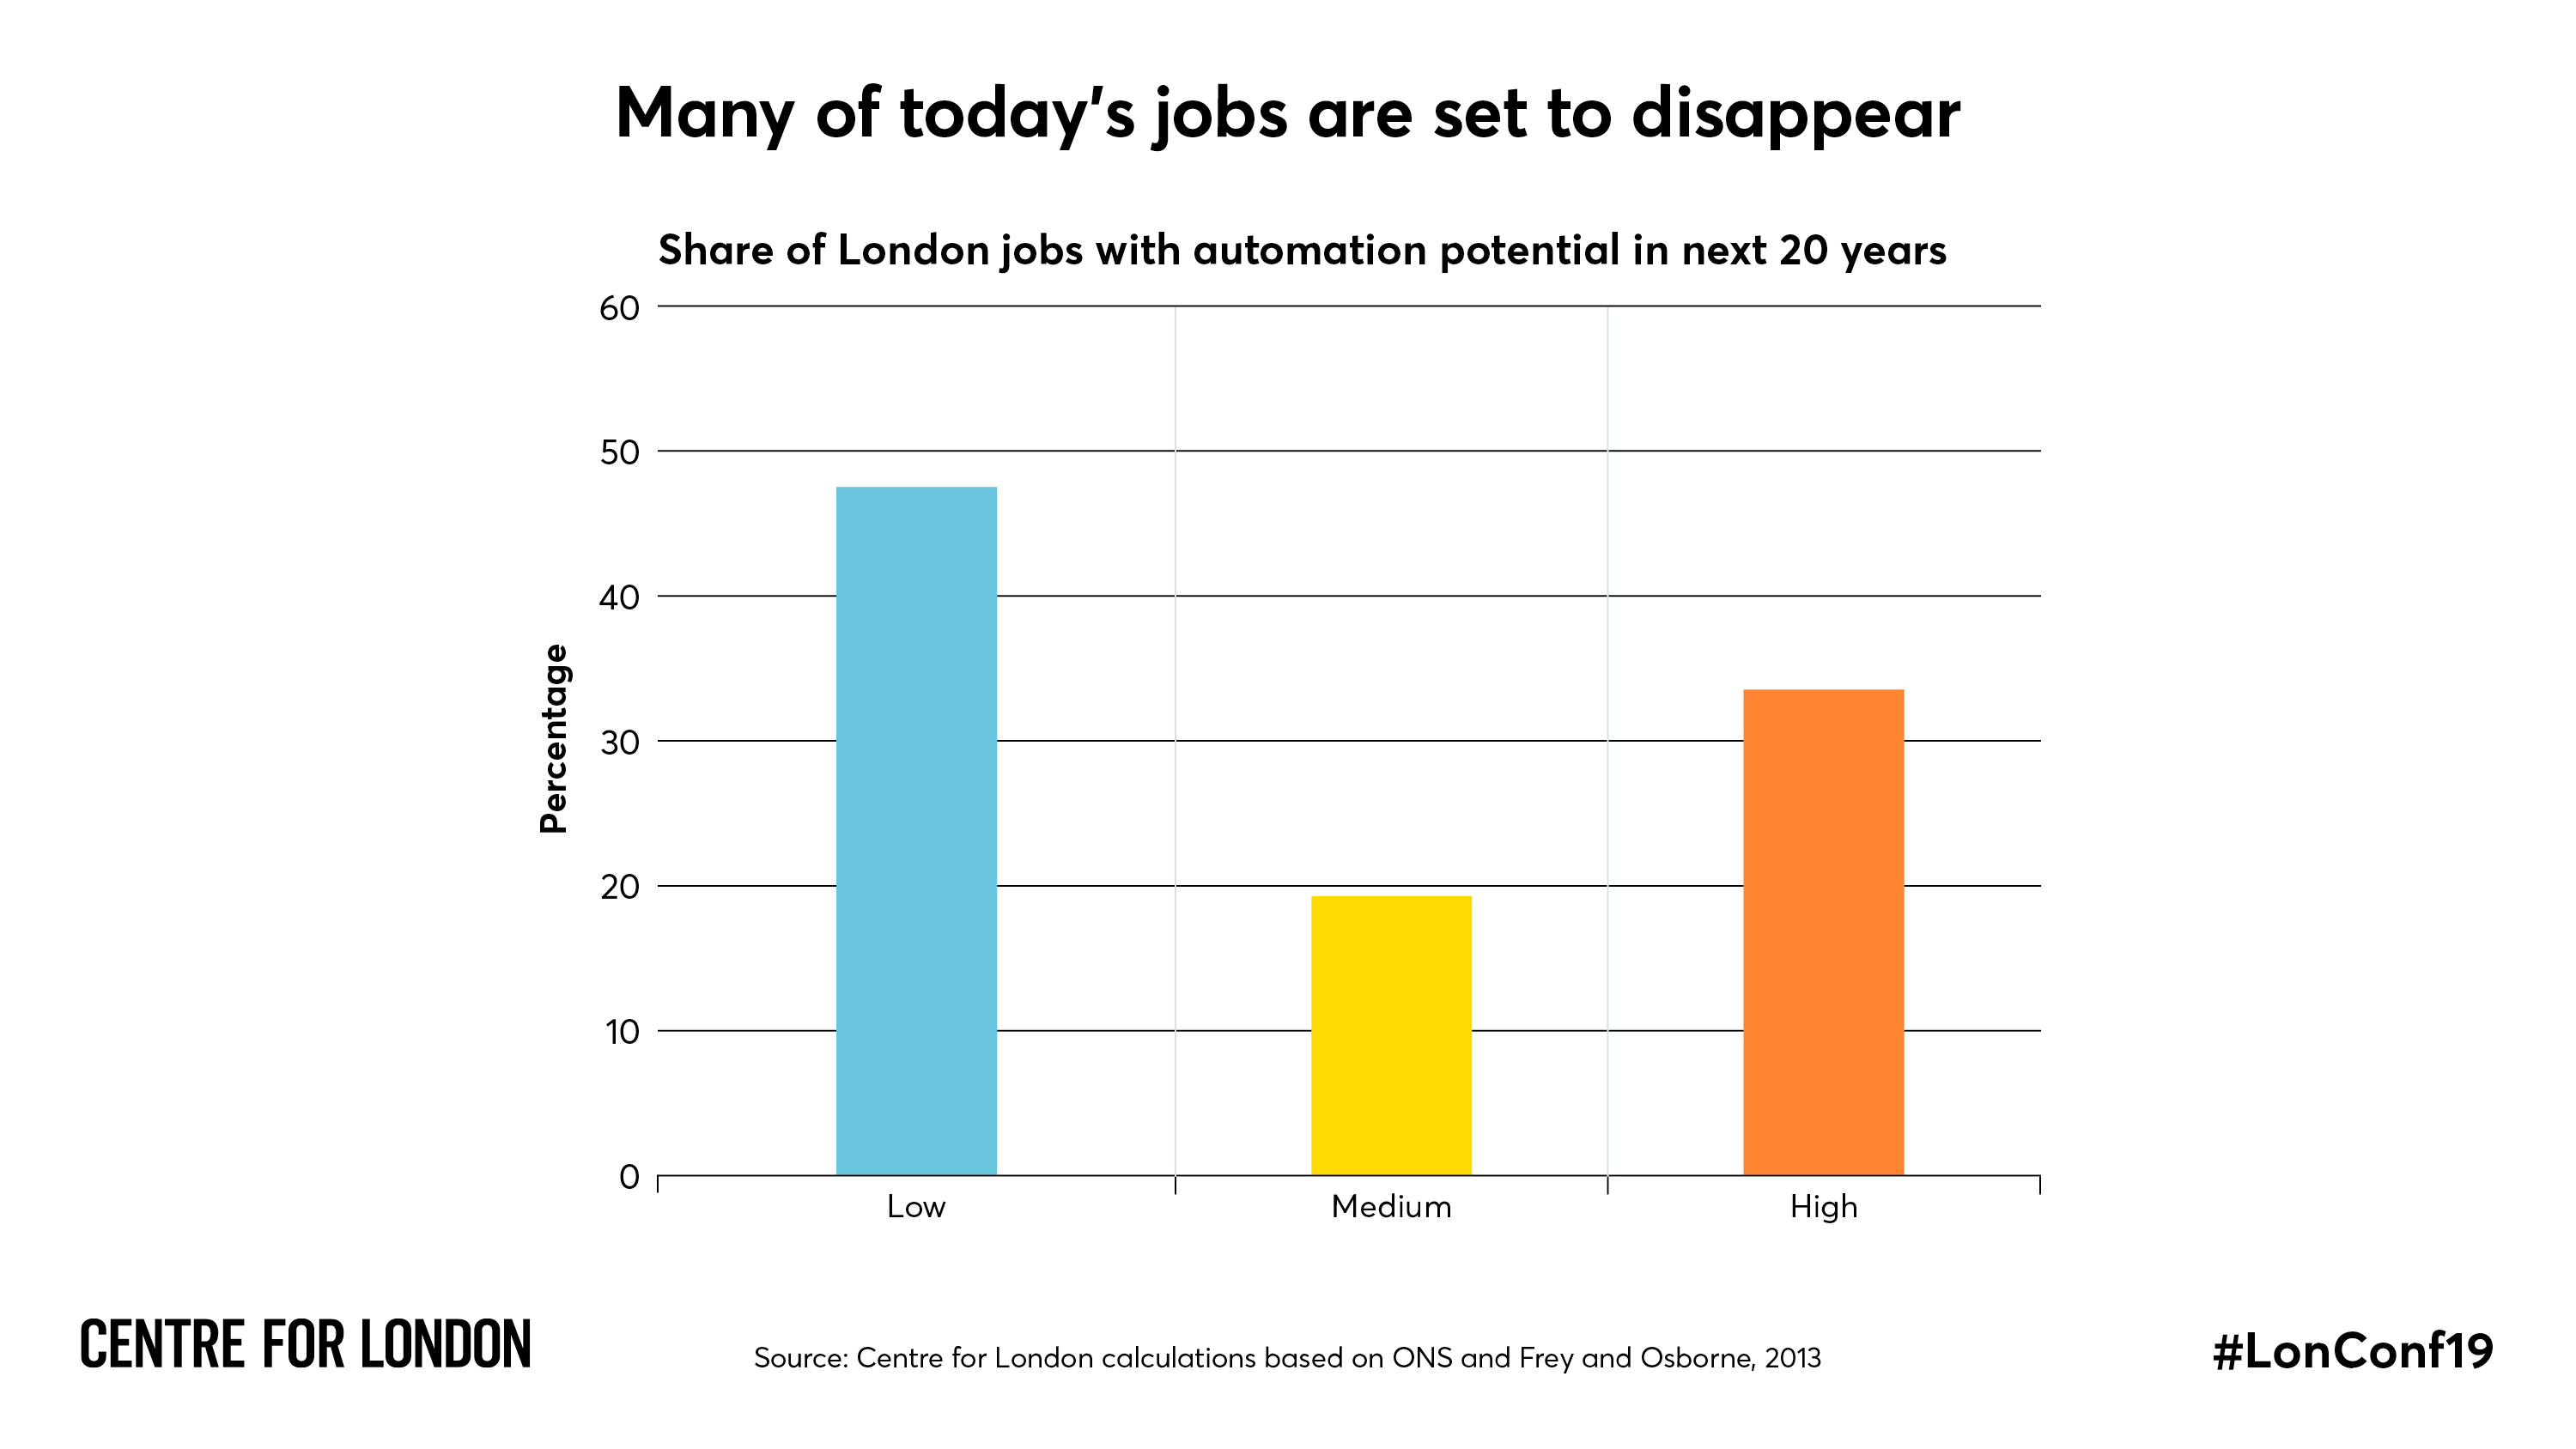 Many of today's jobs are set to disappear
Share of London jobs with automation potential in next 20 years
60
50
40
30
20
10
0
Percentage
Low
Medium
High
CENTRE FOR LONDON
Source: Centre for London calculations based on ONS and Frey and Osborne, 2013
#LonConf19